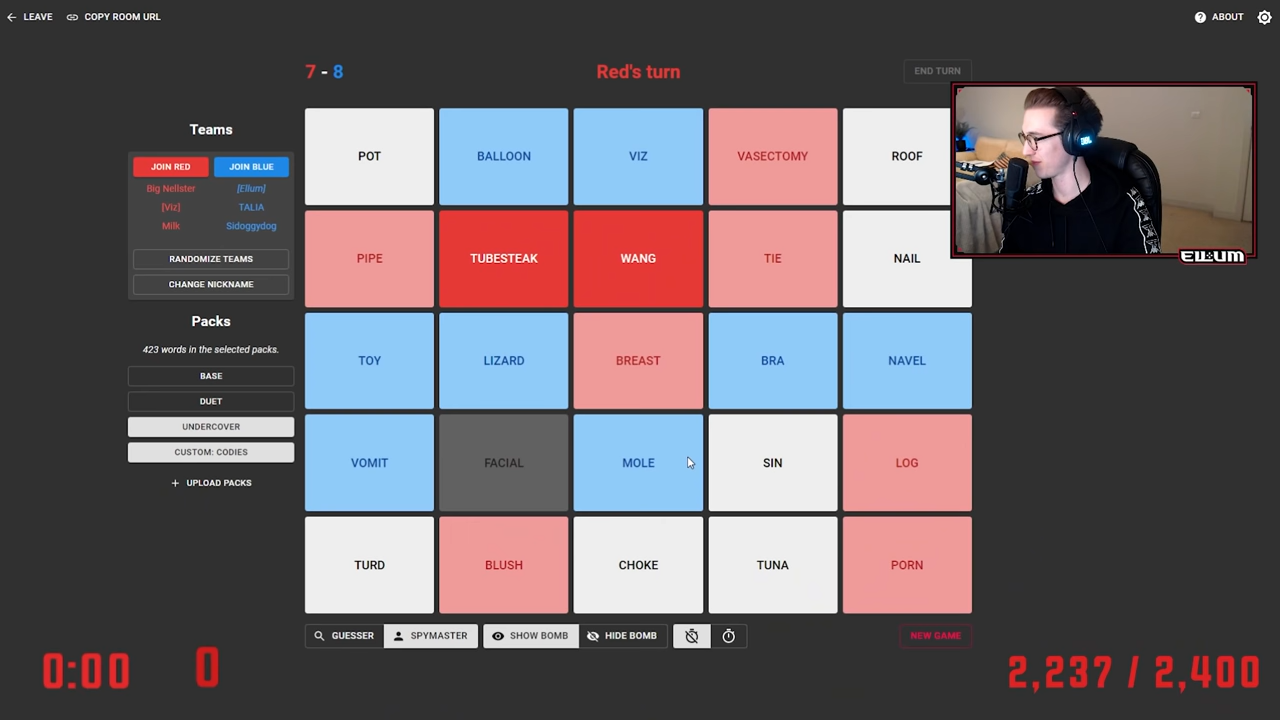 LEAVE COPY ROOM URL ABOUT
7 - 8 Red's turn END TURN
Teams
JOIN RED JOIN BLUE
Big Nellster [Ellum]
[Viz] TALIA
Milk Sidoggydog
RANDOMIZE TEAMS
CHANGE NICKNAME
Packs
423 words in the selected packs.
BASE
DUET
UNDERCOVER
CUSTOM: CODIES
+ UPLOAD PACKS
POT BALLOON VIZ VASECTOMY ROOF
PIPE TUBESTEAK WANG TIE NAIL
TOY LIZARD BREAST BRA NAVEL
VOMIT FACIAL MOLE SIN LOG
TURD BLUSH CHOKE TUNA PORN
GUESSER SPYMASTER SHOW BOMB HIDE BOMB NEW GAME
ELLUM
0:00 0 2,237 / 2,400